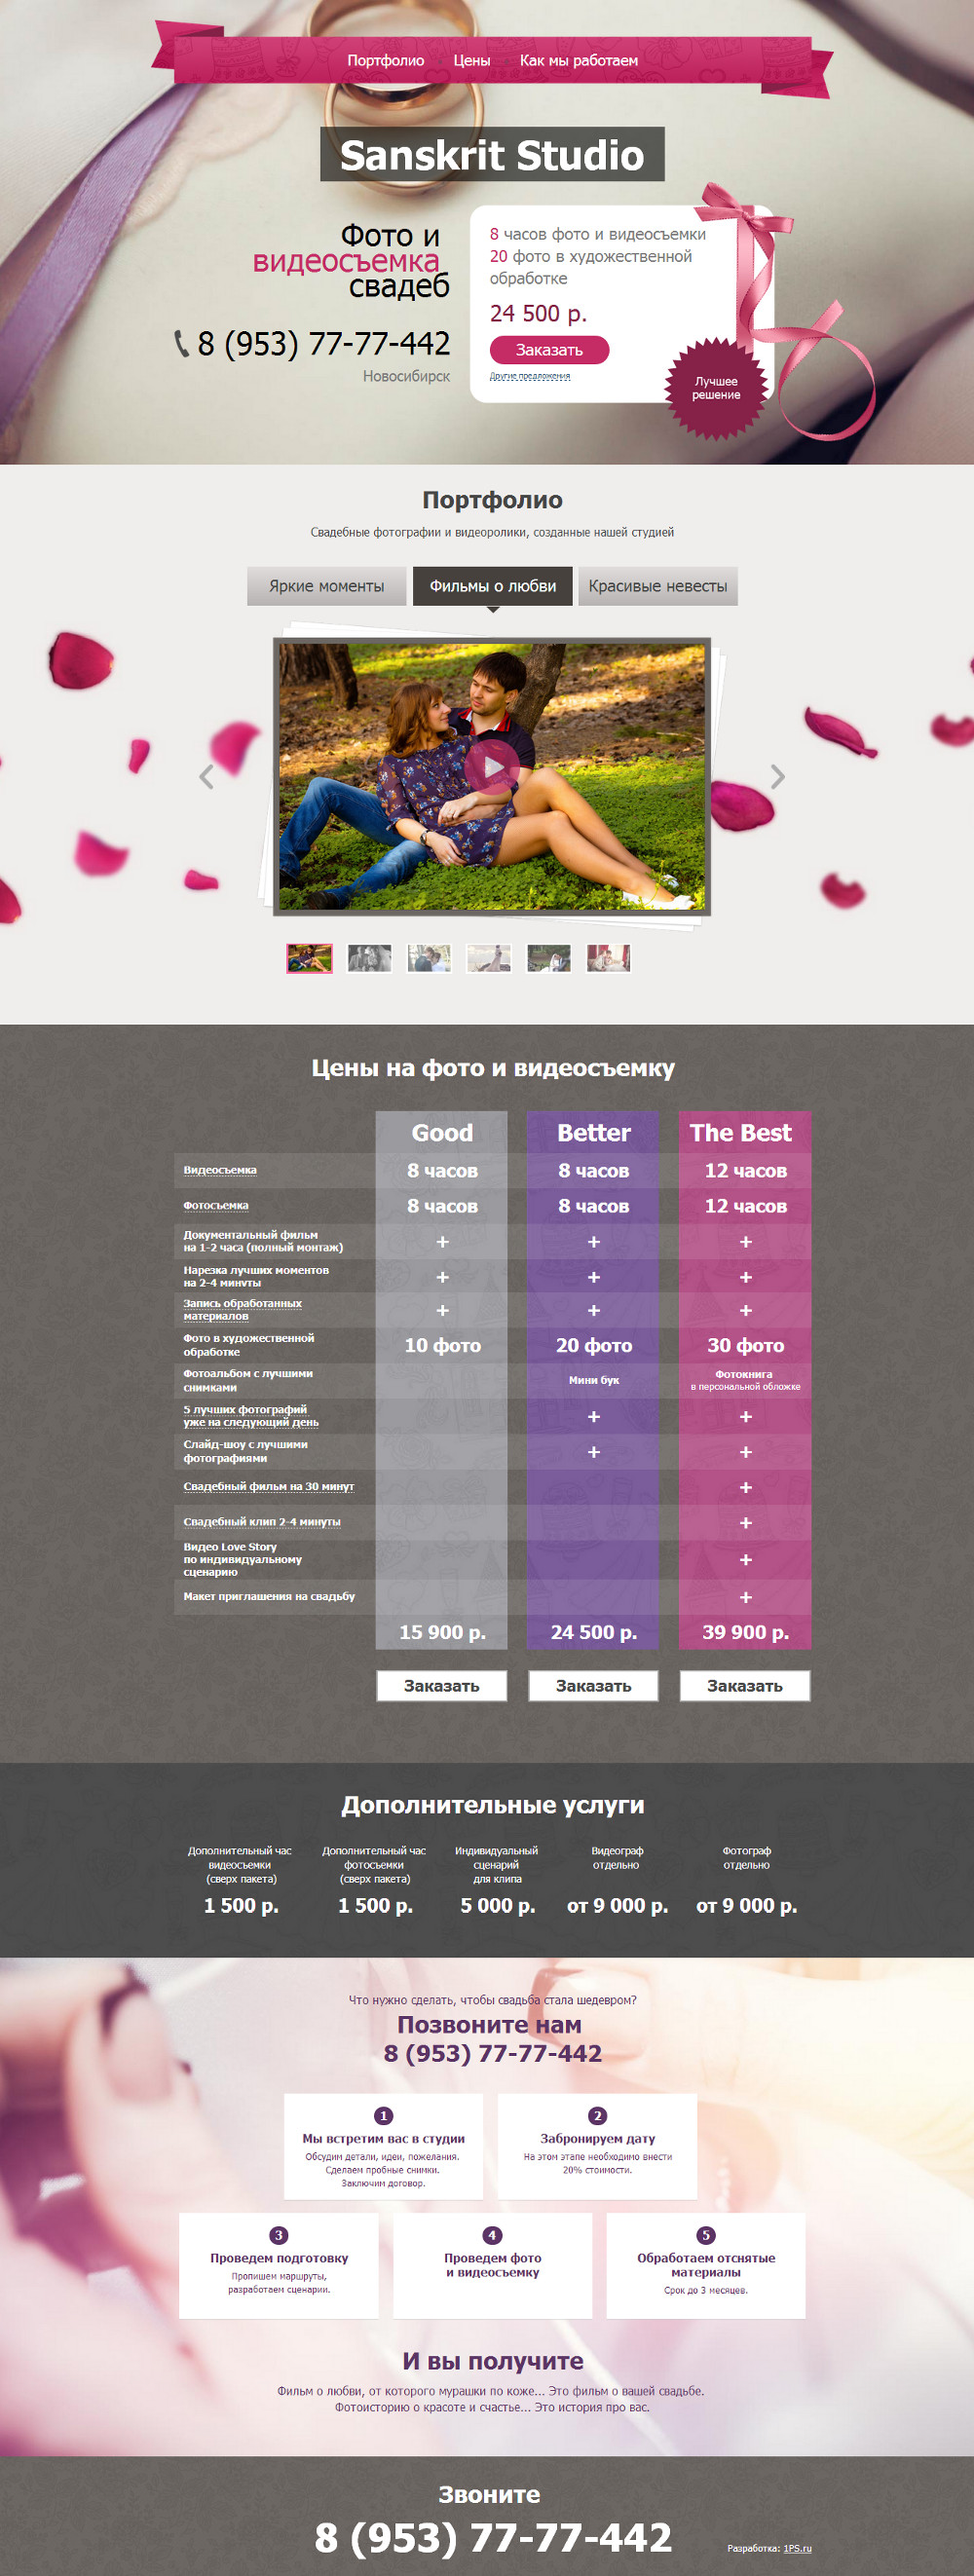 Портфолио
Цены
Как мы работаем
Sanskrit Studio
Фото и
видеосъемка
свадеб
8 (953) 77-77-442
Новосибирск
8 часов фото и видеосъемки
20 фото в художественной
обработке
24 500 р.
Заказать
Другие предложения
Лучшее
решение
Портфолио
Свадебные фотографии и видеоролики, созданные нашей студией
Яркие моменты
Фильмы о любви
Красивые невесты
Цены на фото и видеосъемку
Good Better The Best
Видеосъемка 8 часов 8 часов 12 часов
Фотосъемка 8 часов 8 часов 12 часов
Документальный фильм
на 1-2 часа (полный монтаж) + + +
Нарезка лучших моментов
на 2-4 минуты + + +
Запись обработанных
материалов + + +
Фото в художественной
обработке 10 фото 20 фото 30 фото
Фотоальбом с лучшими
снимками Мини бук Фотокнига
в персональной обложке
5 лучших фотографий
уже на следующий день + +
Слайд-шоу с лучшими
фотографиями + +
Свадебный фильм на 30 минут +
Свадебный клип 2-4 минуты +
Видео Love Story
по индивидуальному
сценарию +
Макет приглашения на свадьбу +
15 900 р. 24 500 р. 39 900 р.
Заказать Заказать Заказать
Дополнительные услуги
Дополнительный час
видеосъемки
(сверх пакета)
1 500 р.
Дополнительный час
фотосъемки
(сверх пакета)
1 500 р.
Индивидуальный
сценарий
для клипа
5 000 р.
Видеограф
отдельно
от 9 000 р.
Фотограф
отдельно
от 9 000 р.
Что нужно сделать, чтобы свадьба стала шедевром?
Позвоните нам
8 (953) 77-77-442
1
Мы встретим вас в студии
Обсудим детали, идеи, пожелания.
Сделаем пробные снимки.
Заключим договор.
2
Забронируем дату
На этом этапе необходимо внести
20% стоимости.
3
Проведем подготовку
Пропишем маршруты,
разработаем сценарии.
4
Проведем фото
и видеосъемку
5
Обработаем отснятые
материалы
Срок до 3 месяцев.
И вы получите
Фильм о любви, от которого мурашки по коже... Это фильм о вашей свадьбе.
Фотоисторию о красоте и счастье... Это история про вас.
Звоните
8 (953) 77-77-442
Разработка: 1PS.ru